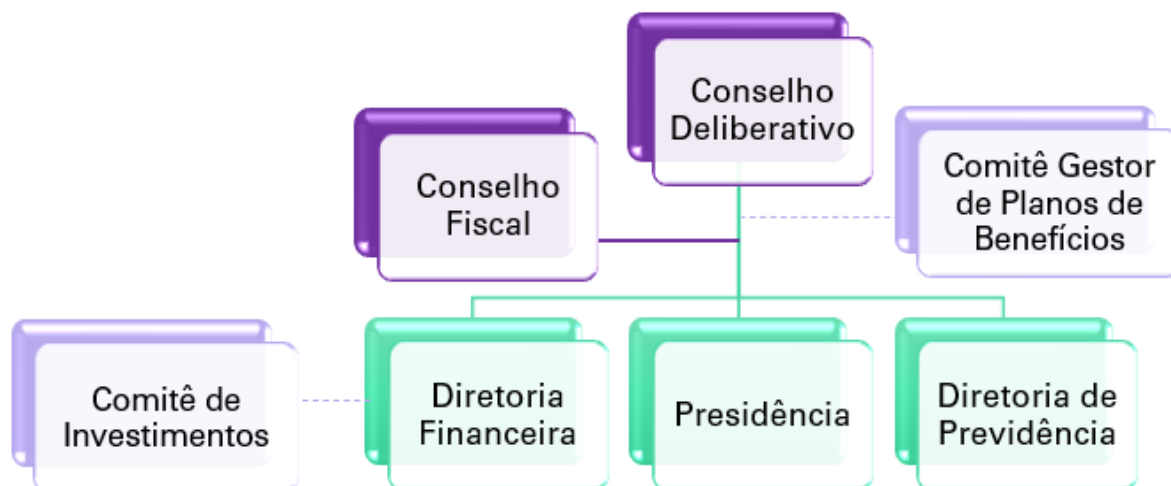 Conselho
Deliberativo
Conselho
Fiscal
Comitê Gestor
de Planos de
Benefícios
Comitê de
Investimentos
Diretoria
Financeira
Presidência
Diretoria de
Previdência